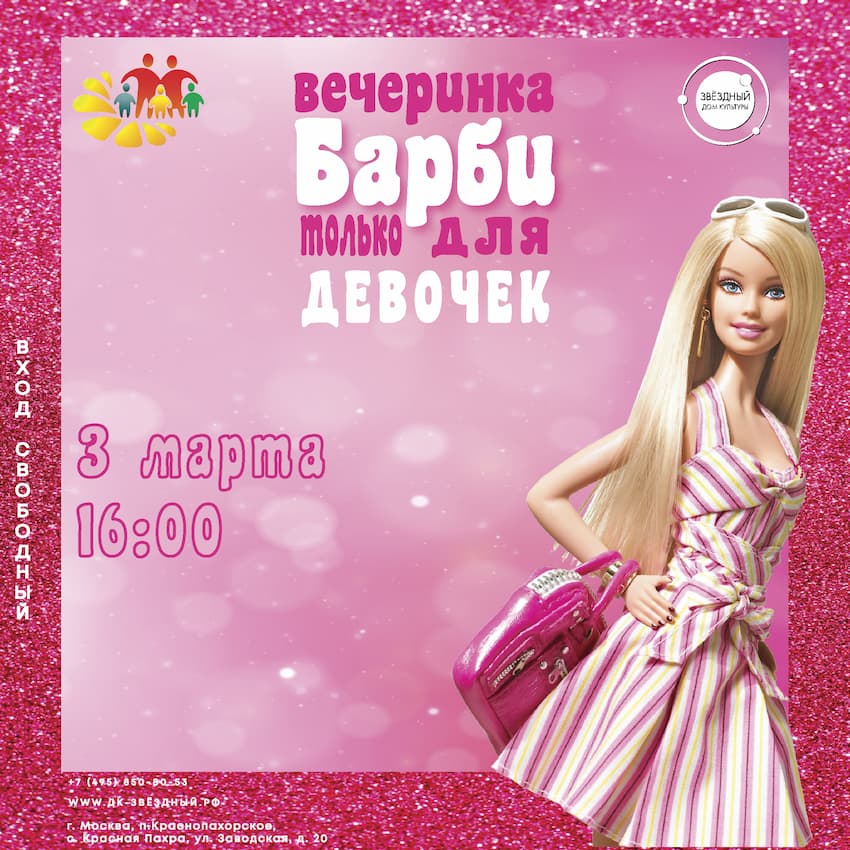 вечеринка
Барби
только для
ДЕВОЧЕК
ЗВЁЗДНЫЙ
ДОМ КУЛЬТУРЫ
3 марта
16:00
ВХОД СВОБОДНЫЙ
+7 (495) 850-80-53
WWW.ДК-ЗВЁЗДНЫЙ.РФ
г. Москва, п.Краснопахорское,
с. Красная Пахра, ул. Заводская, д. 20